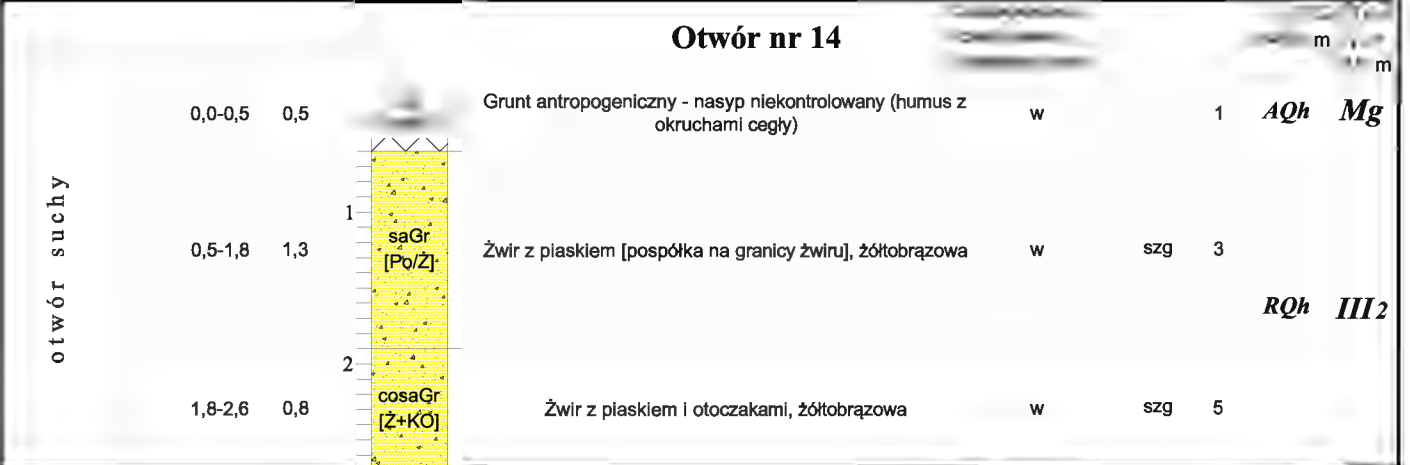 Otwór nr 14
m
m
0,0-0,5 0,5 Grunt antropogeniczny - nasyp niekontrolowany (humus z okruchami cegły) w 1 AQh Mg
otwór suchy
1
0,5-1,8 1,3 saGr [Po/Ż] Żwir z piaskiem [pospółka na granicy żwiru], żółtobrązowa w szg 3
RQh III2
2
1,8-2,6 0,8 cosaGr [Ż+KO] Żwir z piaskiem i otoczakami, żółtobrązowa w szg 5